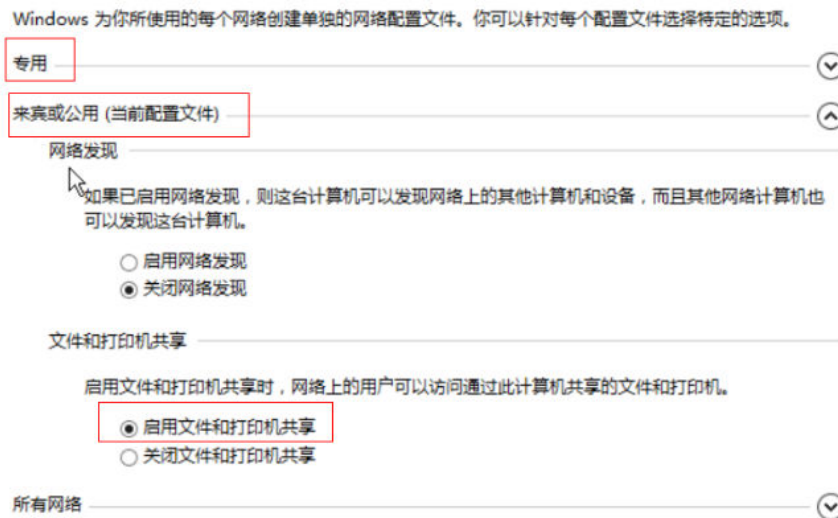 Windows 为你所使用的每个网络创建单独的网络配置文件。你可以针对每个配置文件选择特定的选项。
专用
来宾或公用 (当前配置文件)
网络发现
如果已启用网络发现，则这台计算机可以发现网络上的其他计算机和设备，而且其他网络计算机也
可以发现这台计算机。
启用网络发现
关闭网络发现
文件和打印机共享
启用文件和打印机共享时，网络上的用户可以访问通过此计算机共享的文件和打印机。
启用文件和打印机共享
关闭文件和打印机共享
所有网络